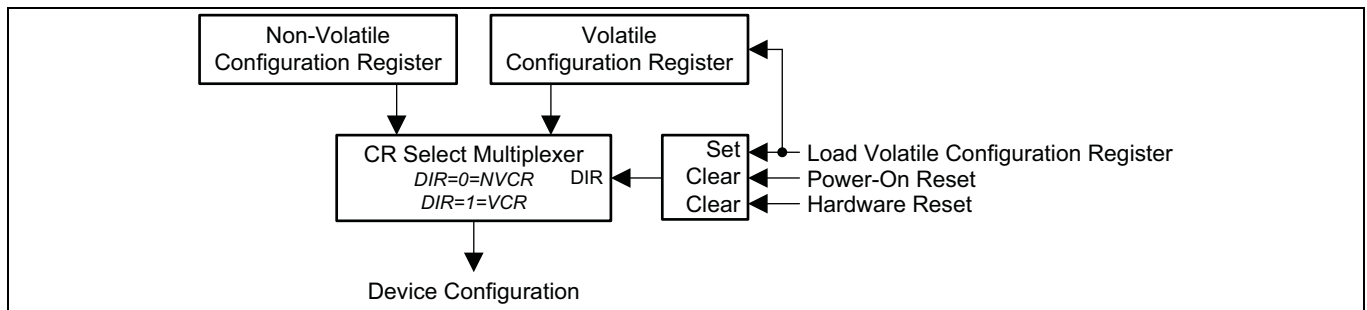 Non-Volatile
Configuration Register
Volatile
Configuration Register
CR Select Multiplexer
DIR=0=NVCR
DIR
DIR=1=VCR
Set
Clear
Clear
Load Volatile Configuration Register
Power-On Reset
Hardware Reset
Device Configuration